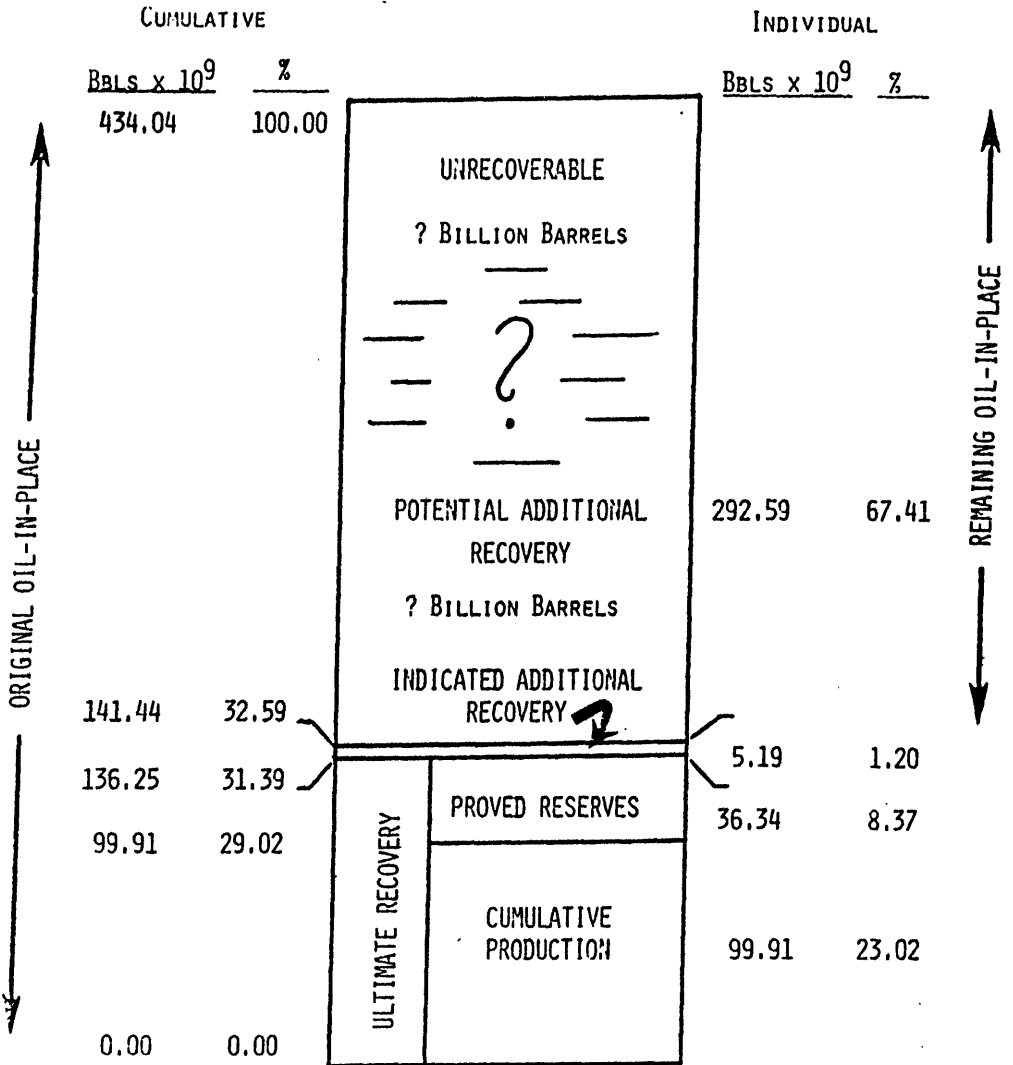 CUMULATIVE
INDIVIDUAL
BBLS x 10^9 %
BBLS x 10^9 %
434.04 100.00
UNRECOVERABLE
? BILLION BARRELS
?
ORIGINAL OIL-IN-PLACE
REMAINING OIL-IN-PLACE
POTENTIAL ADDITIONAL
RECOVERY
292.59 67.41
? BILLION BARRELS
INDICATED ADDITIONAL
RECOVERY
141.44 32.59
5.19 1.20
136.25 31.39
PROVED RESERVES
36.34 8.37
99.91 29.02
ULTIMATE RECOVERY
CUMULATIVE
PRODUCTION
99.91 23.02
0.00 0.00